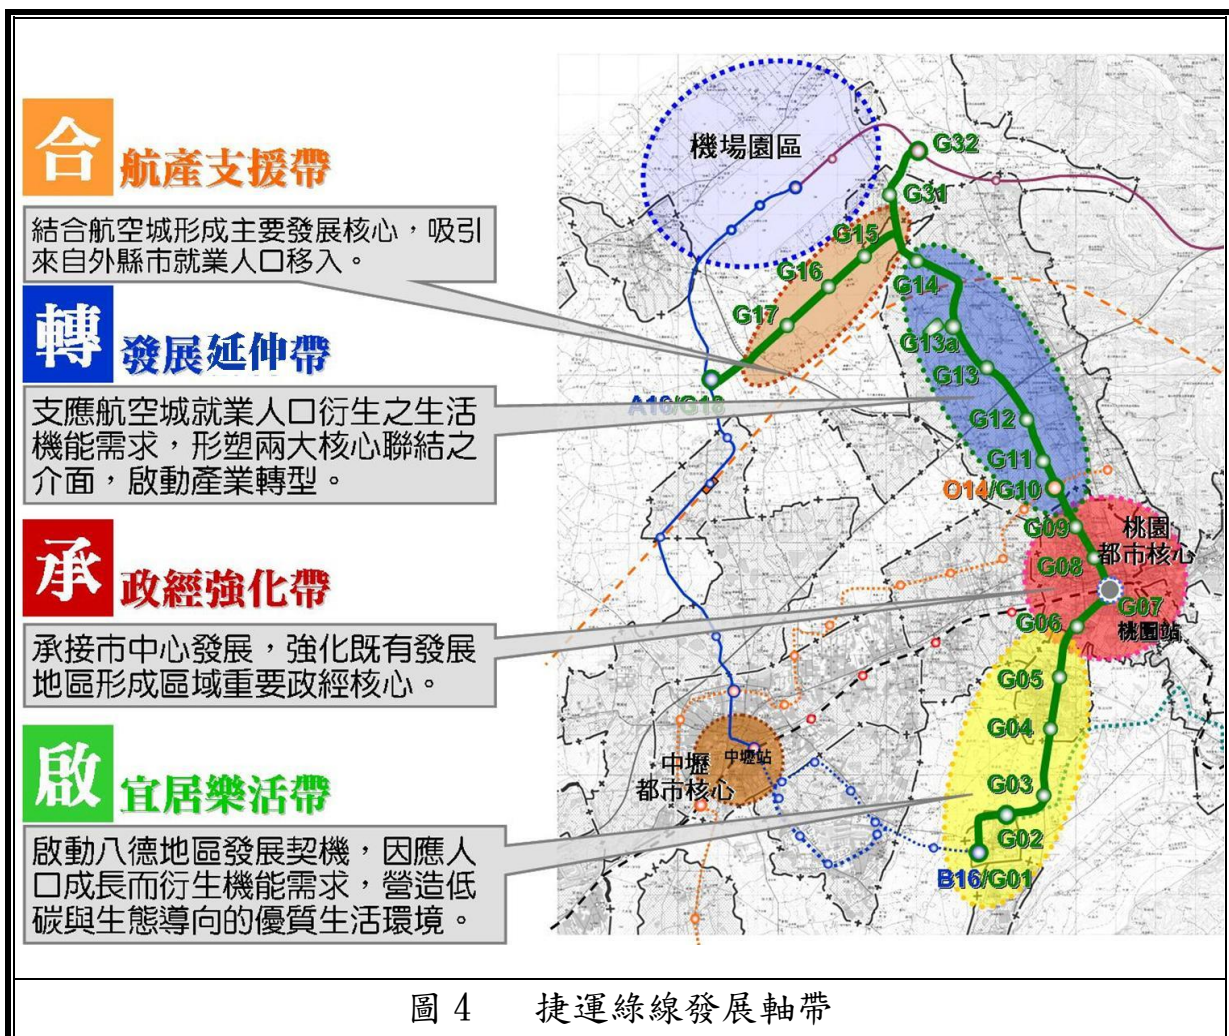 合 航產支援帶
結合航空城形成主要發展核心，吸引
來自外縣市就業人口移入。
轉 發展延伸帶
支應航空城就業人口衍生之生活
機能需求，形塑兩大核心聯結之
介面，啟動產業轉型。
承 政經強化帶
承接市中心發展，強化既有發展
地區形成區域重要政經核心。
啟 宜居樂活帶
啟動八德地區發展契機，因應人
口成長而衍生機能需求，營造低
碳與生態導向的優質生活環境。
機場園區
G32
G31
G15
G16
G14
G17
G13a
G13
A16/G18
G12
G11
O14/G10
G09
桃園
都市核心
G08
G07
桃園站
G06
G05
G04
中壢站
中壢
都市核心
G03
G02
B16/G01
圖 4 捷運綠線發展軸帶